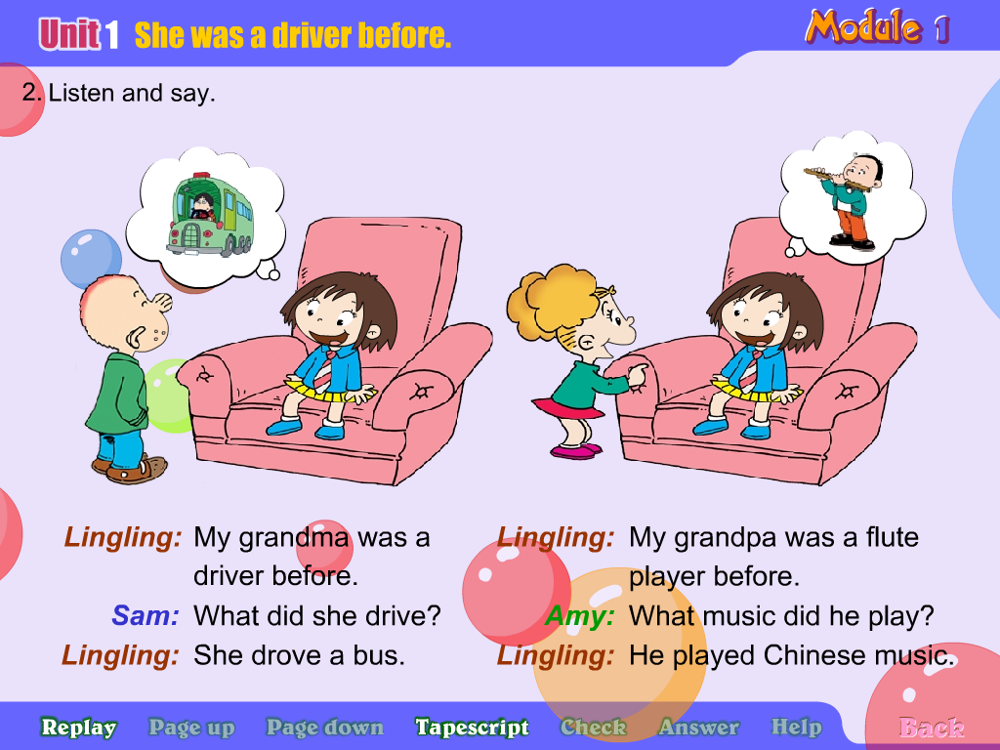 Unit 1 She was a driver before.
Module 1
2. Listen and say.
Lingling: My grandma was a
driver before.
Sam: What did she drive?
Lingling: She drove a bus.
Lingling: My grandpa was a flute
player before.
Amy: What music did he play?
Lingling: He played Chinese music.
Replay Page up Page down Tapescript Check Answer Help Back